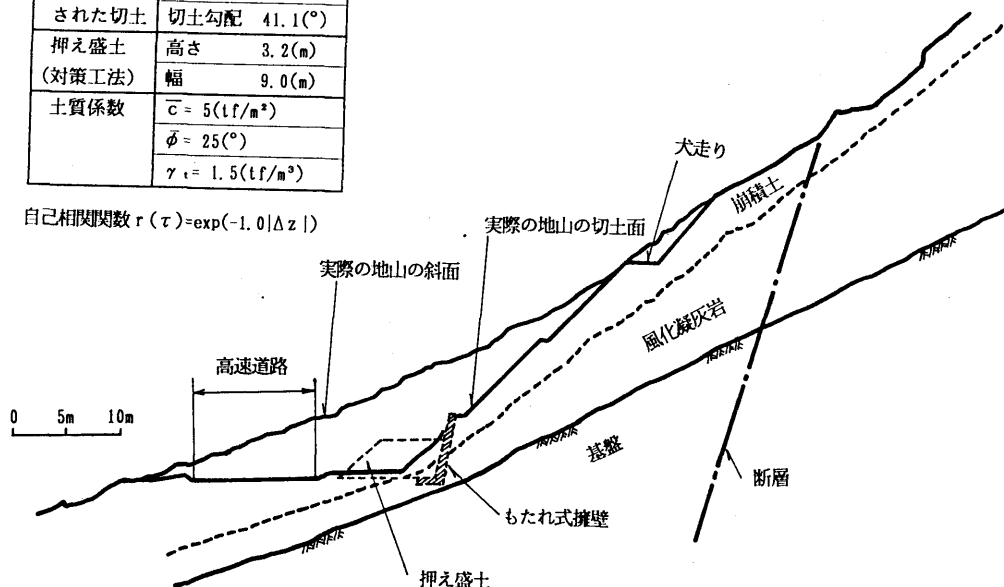 された切土 切土勾配 41.1(°)
押え盛土 高さ 3.2(m)
(対策工法) 幅 9.0(m)
土質係数 c̄ = 5(tf/m²)
φ̄ = 25(°)
γt = 1.5(tf/m³)
自己相関関数 r(τ)=exp(-1.0|Δz|)
犬走り
崩積土
実際の地山の切土面
実際の地山の斜面
風化凝灰岩
高速道路
0 5m 10m
基盤
断層
もたれ式擁壁
押え盛土